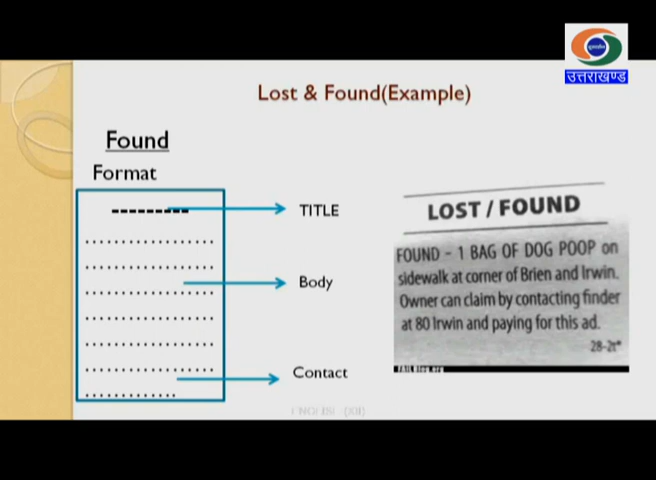 उत्तराखण्ड
Lost & Found(Example)
Found
Format
TITLE
Body
Contact
LOST / FOUND
FOUND - 1 BAG OF DOG POOP on
sidewalk at corner of Brien and Irwin.
Owner can claim by contacting finder
at 80 Irwin and paying for this ad.
28-2t*
FAILBlog.org